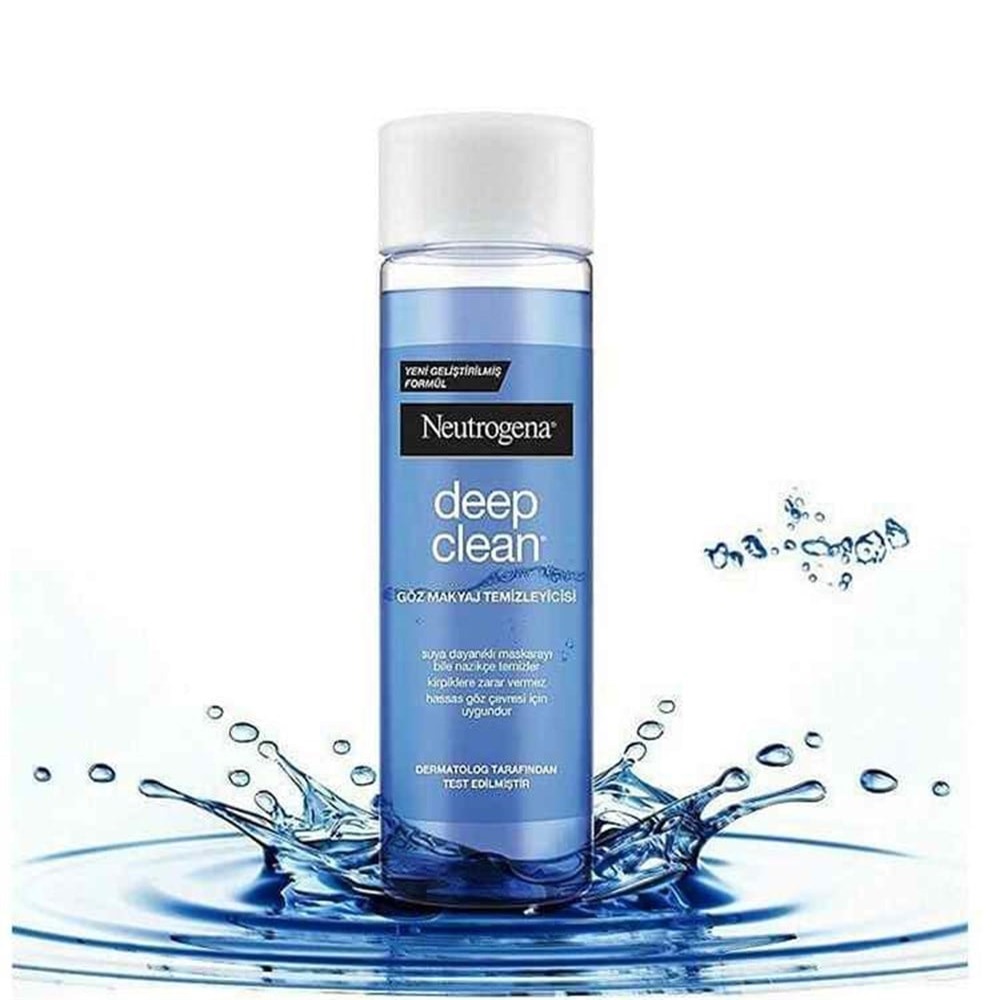 YENİ GELİŞTİRİLMİŞ
FORMÜL
Neutrogena®
deep
clean®
GÖZ MAKYAJ TEMİZLEYİCİSİ
suya dayanıklı maskarayı
bile nazikçe temizler
kirpiklere zarar vermez
hassas göz çevresi için
uygundur
DERMATOLOG TARAFINDAN
TEST EDİLMİŞTİR